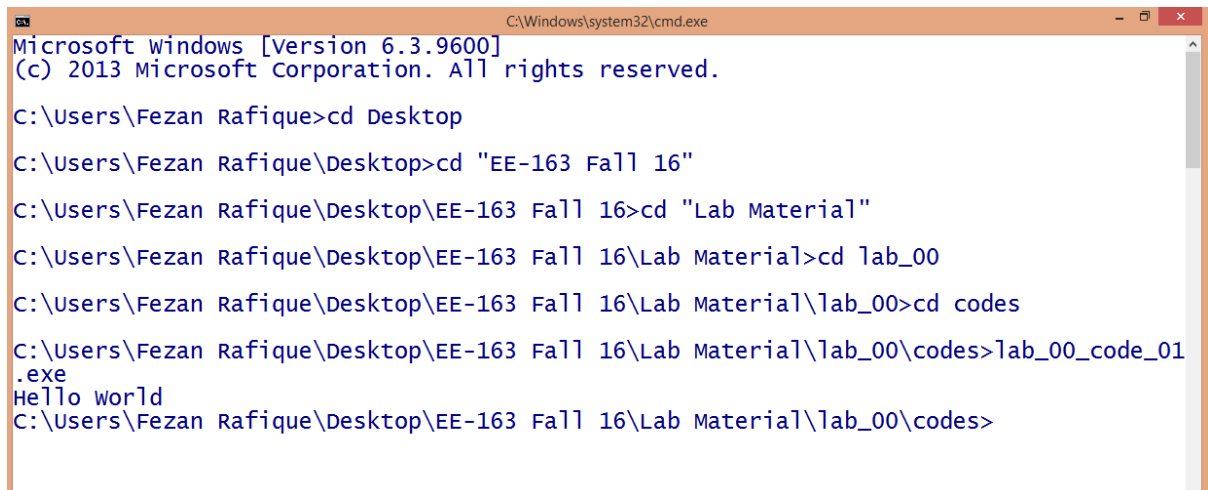 C:\Windows\system32\cmd.exe
Microsoft Windows [Version 6.3.9600]
(c) 2013 Microsoft Corporation. All rights reserved.
C:\Users\Fezan Rafique>cd Desktop
C:\Users\Fezan Rafique\Desktop>cd "EE-163 Fall 16"
C:\Users\Fezan Rafique\Desktop\EE-163 Fall 16>cd "Lab Material"
C:\Users\Fezan Rafique\Desktop\EE-163 Fall 16\Lab Material>cd lab_00
C:\Users\Fezan Rafique\Desktop\EE-163 Fall 16\Lab Material\lab_00>cd codes
C:\Users\Fezan Rafique\Desktop\EE-163 Fall 16\Lab Material\lab_00\codes>lab_00_code_01
.exe
Hello World
C:\Users\Fezan Rafique\Desktop\EE-163 Fall 16\Lab Material\lab_00\codes>